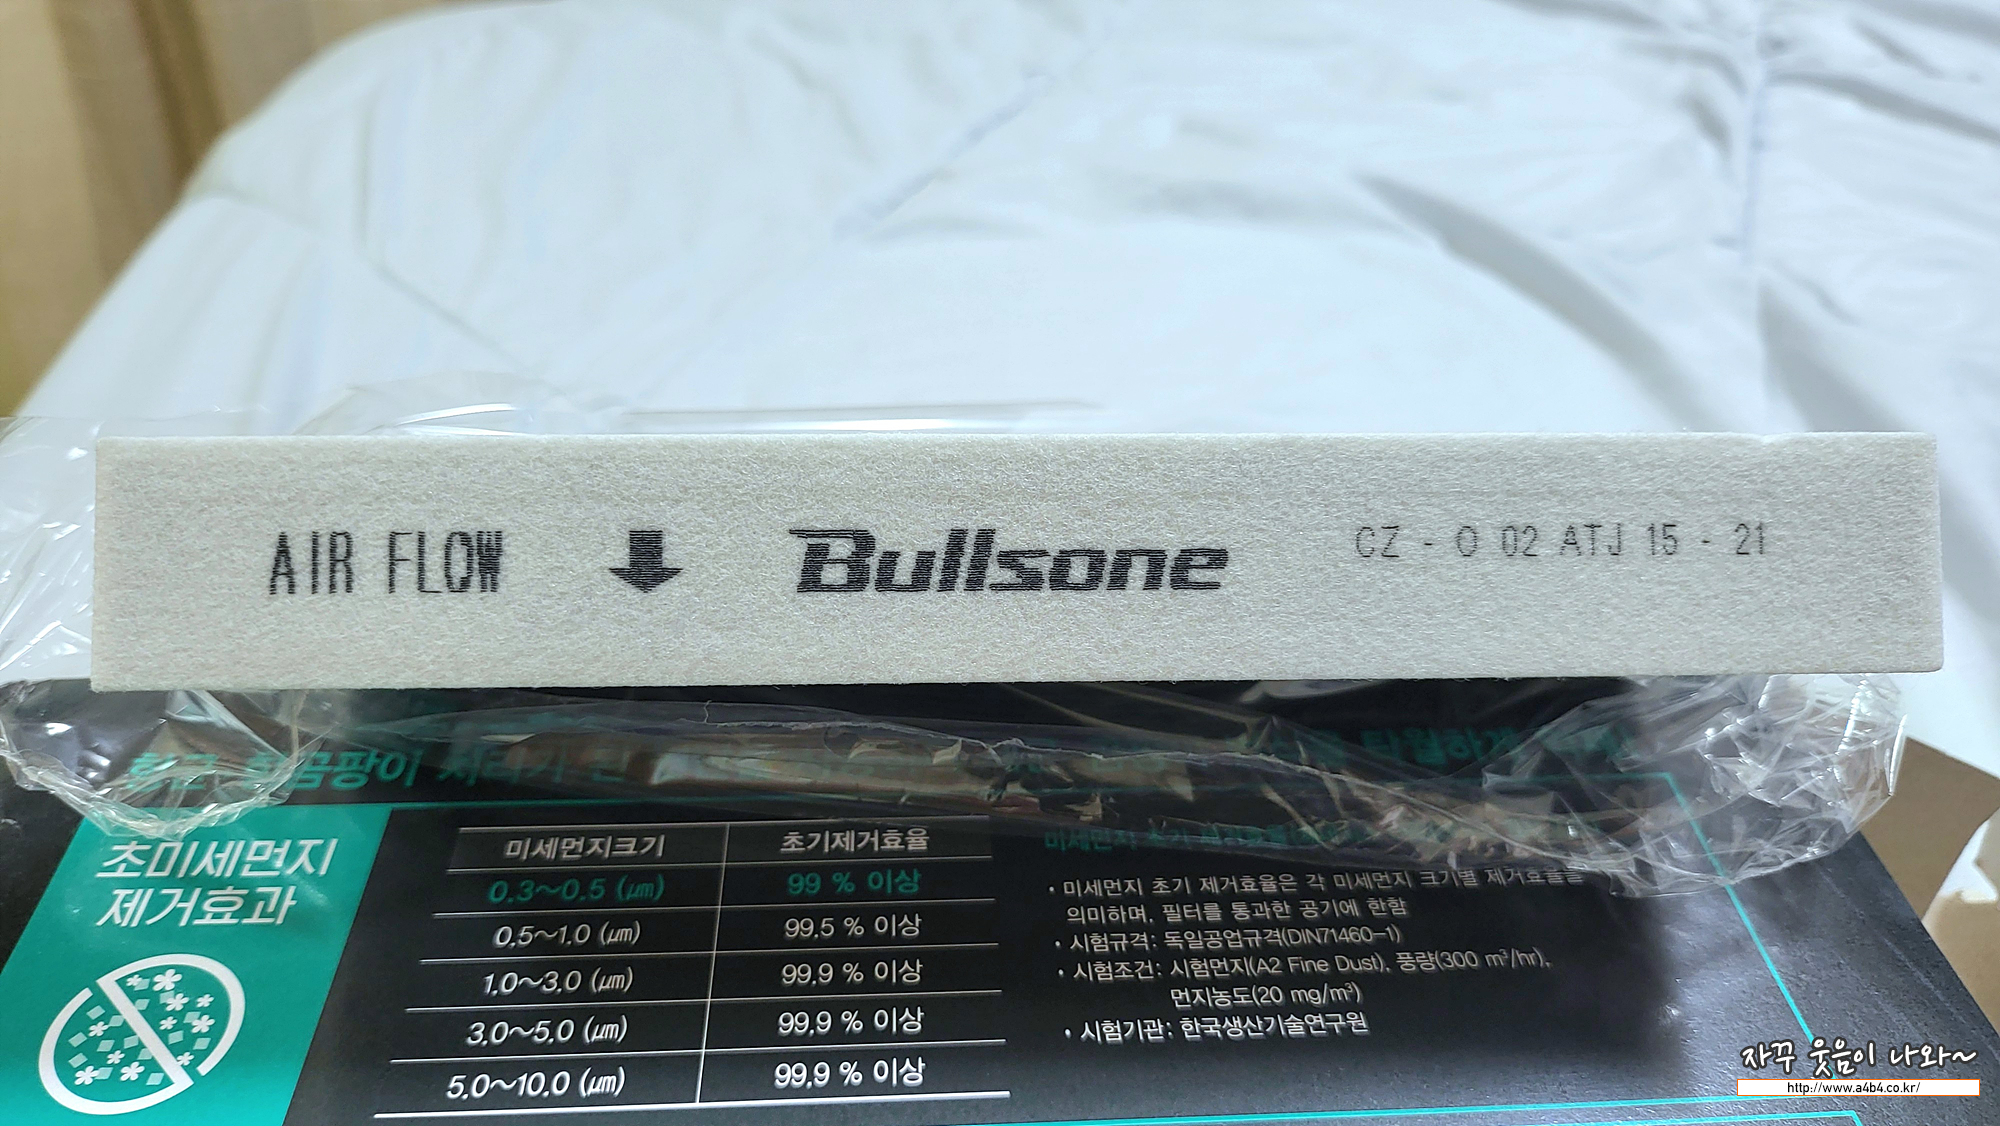 AIR FLOW ↓ Bullsone CZ - O 02 ATJ 15 - 21
초미세먼지
제거효과
미세먼지크기 초기제거효율
0.3~0.5 (㎛) 99 % 이상
0.5~1.0 (㎛) 99.5 % 이상
1.0~3.0 (㎛) 99.9 % 이상
3.0~5.0 (㎛) 99.9 % 이상
5.0~10.0 (㎛) 99.9 % 이상
• 미세먼지 초기 제거효율은 각 미세먼지 크기별 제거효율을
의미하며, 필터를 통과한 공기에 한함
• 시험규격: 독일공업규격(DIN71460-1)
• 시험조건: 시험먼지(A2 Fine Dust), 풍량(300 m³/hr),
먼지농도(20 mg/m³)
• 시험기관: 한국생산기술연구원
자꾸 웃음이 나와~
http://www.a4b4.co.kr/